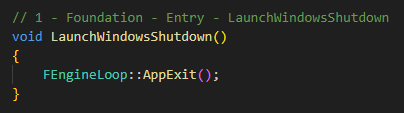 // 1 - Foundation - Entry - LaunchWindowsShutdown
void LaunchWindowsShutdown()
{
    FEngineLoop::AppExit();
}